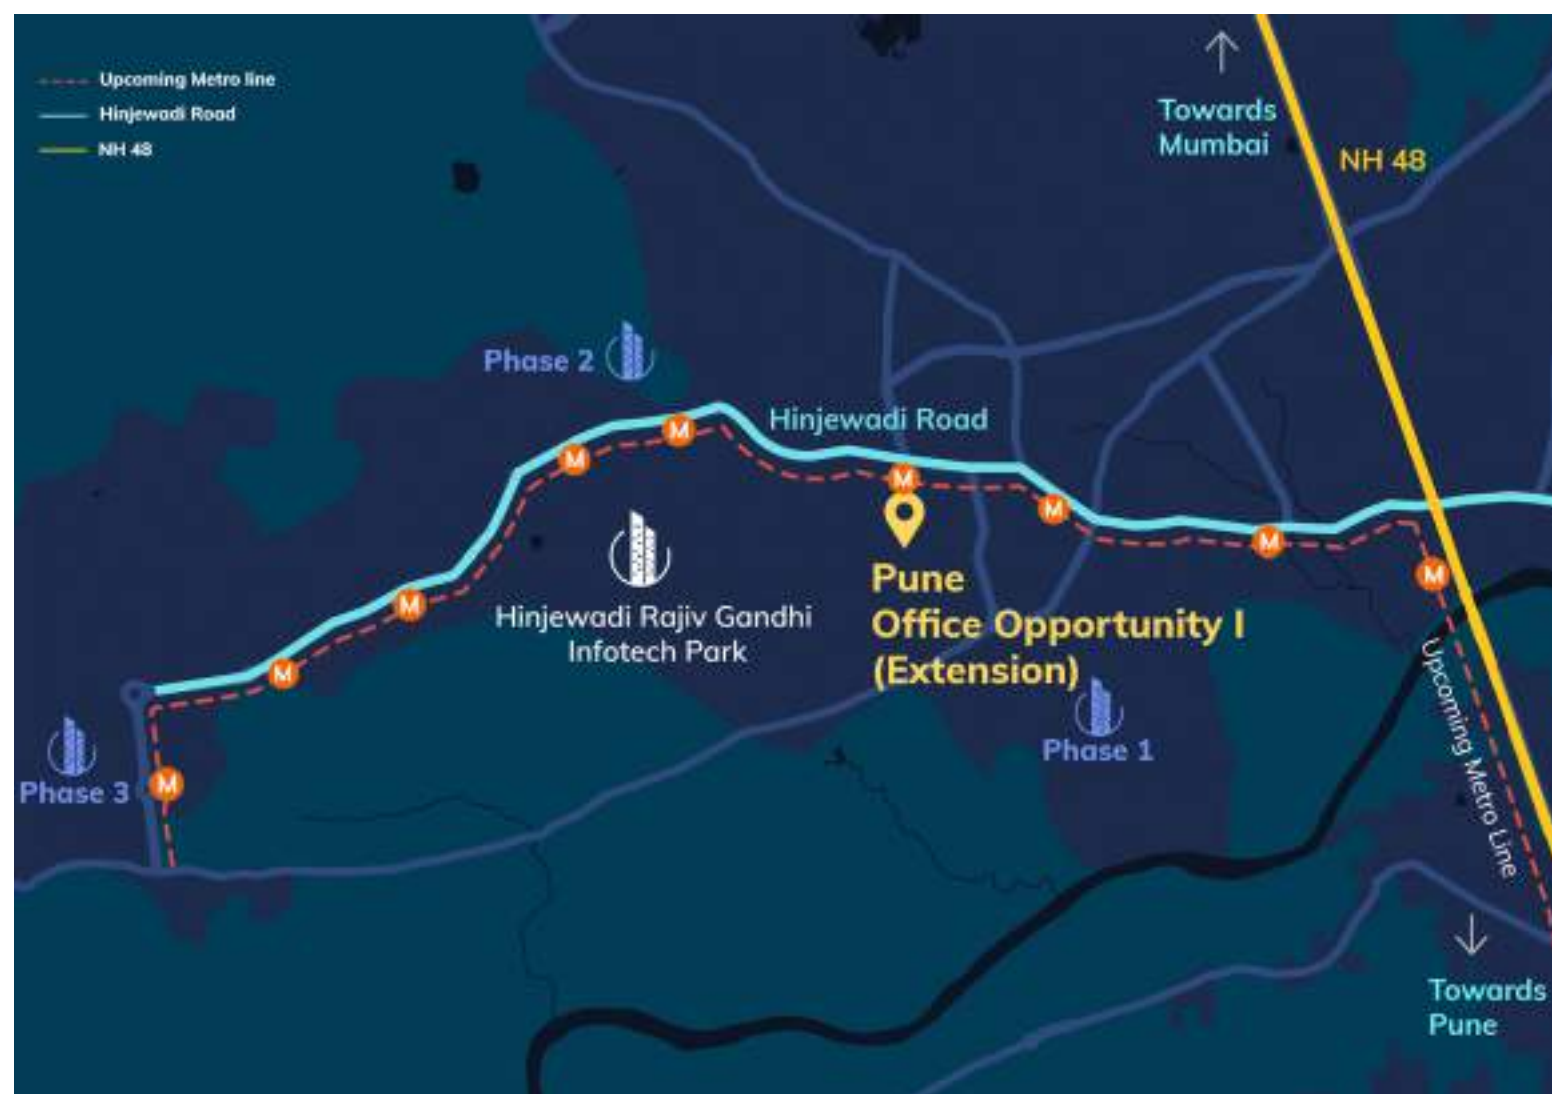 Upcoming Metro line
Hinjewadi Road
NH 48
Towards
Mumbai
NH 48
Phase 2
Hinjewadi Road
M
M
M
M
M
M
M
M
M
M
Pune
Office Opportunity I
(Extension)
Hinjewadi Rajiv Gandhi
Infotech Park
Phase 1
Phase 3
Upcoming Metro Line
Towards
Pune